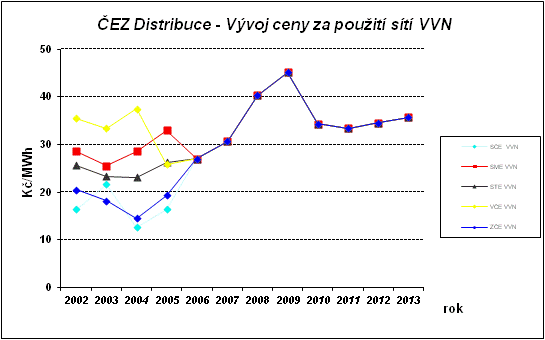 ČEZ Distribuce - Vývoj ceny za použití sítí VVN
50
40
30
20
10
0
Kč/MWh
2002 2003 2004 2005 2006 2007 2008 2009 2010 2011 2012 2013
rok
SČE VVN
SME VVN
STE VVN
VČE VVN
ZČE VVN